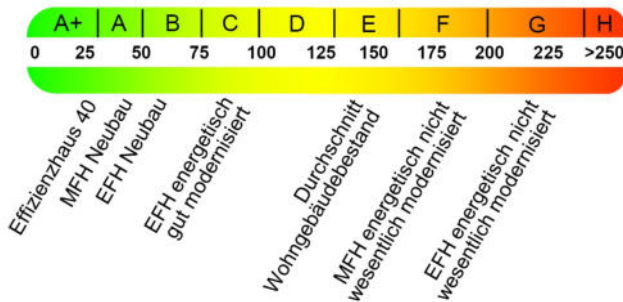 A+ A B C D E F G H
0 25 50 75 100 125 150 175 200 225 >250
Effizienzhaus 40
MFH Neubau
EFH Neubau
EFH energetisch
gut modernisiert
Durchschnitt
Wohngebäudebestand
MFH energetisch nicht
wesentlich modernisiert
EFH energetisch nicht
wesentlich modernisiert